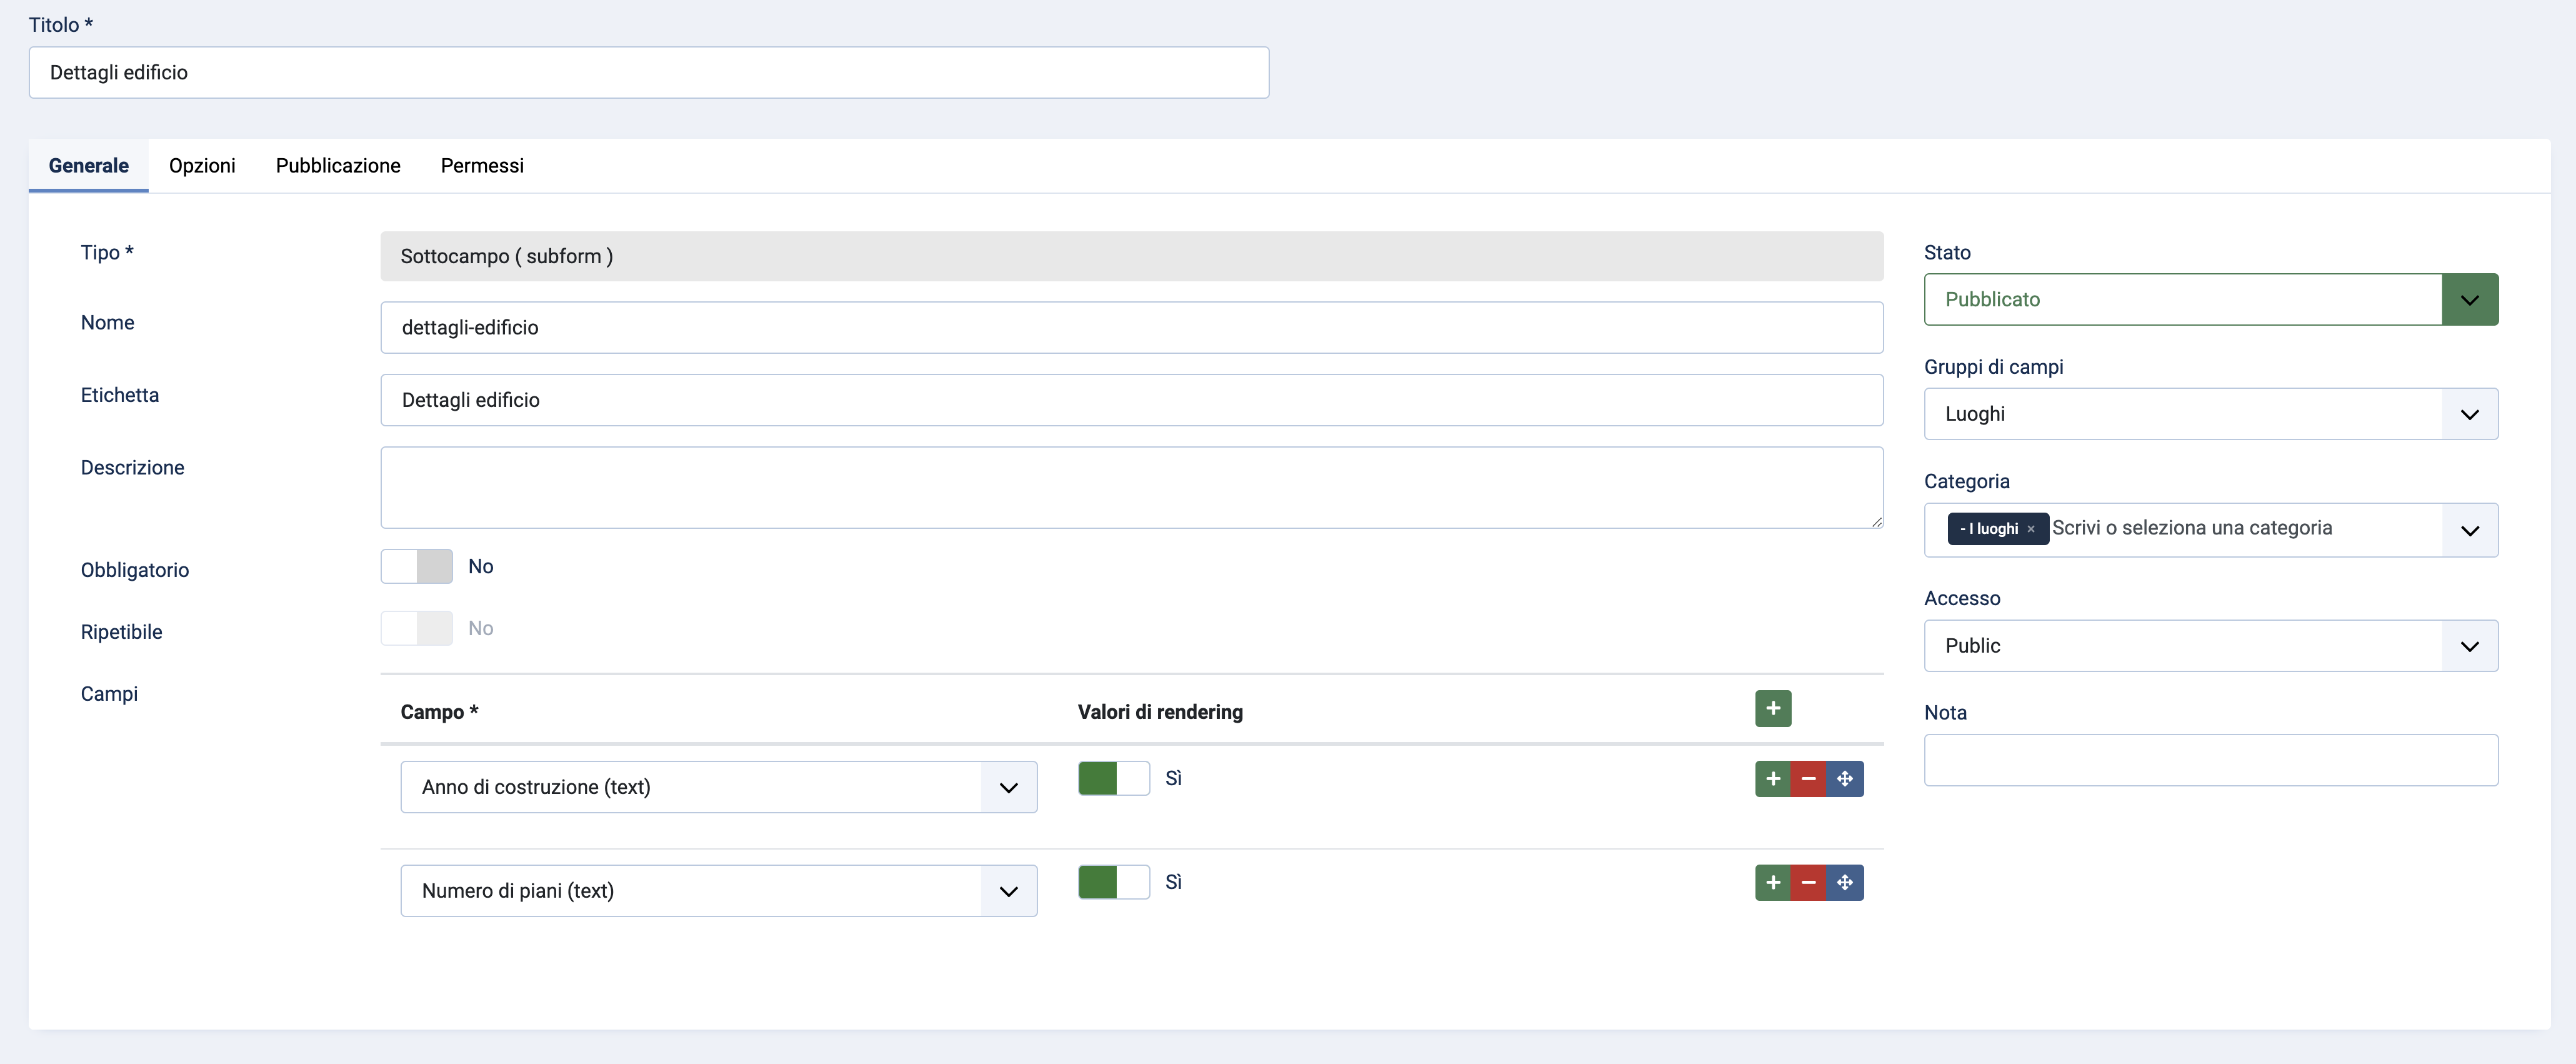 Titolo *
Dettagli edificio
Generale Opzioni Pubblicazione Permessi
Tipo *
Sottocampo ( subform )
Nome
dettagli-edificio
Etichetta
Dettagli edificio
Descrizione
Obbligatorio
No
Ripetibile
No
Campi
Campo * Valori di rendering
Anno di costruzione (text) Sì
Numero di piani (text) Sì
Stato
Pubblicato
Gruppi di campi
Luoghi
Categoria
- I luoghi × Scrivi o seleziona una categoria
Accesso
Public
Nota